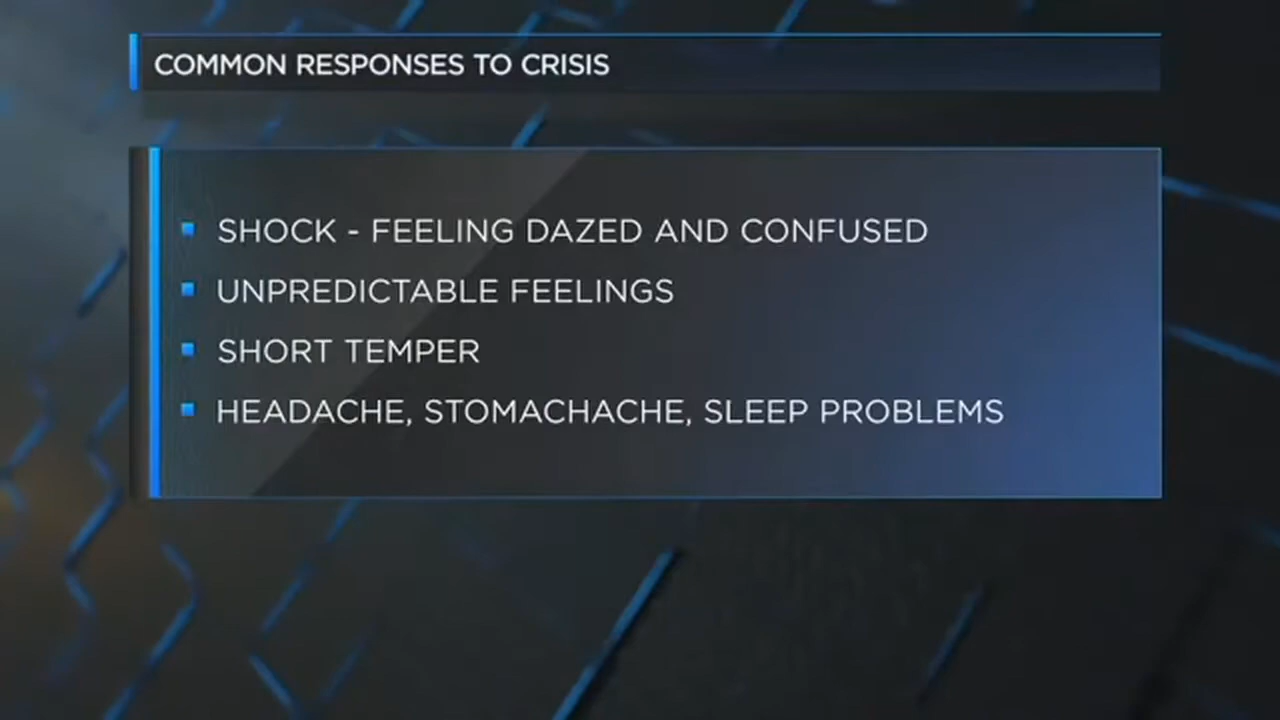 COMMON RESPONSES TO CRISIS
SHOCK - FEELING DAZED AND CONFUSED
UNPREDICTABLE FEELINGS
SHORT TEMPER
HEADACHE, STOMACHACHE, SLEEP PROBLEMS